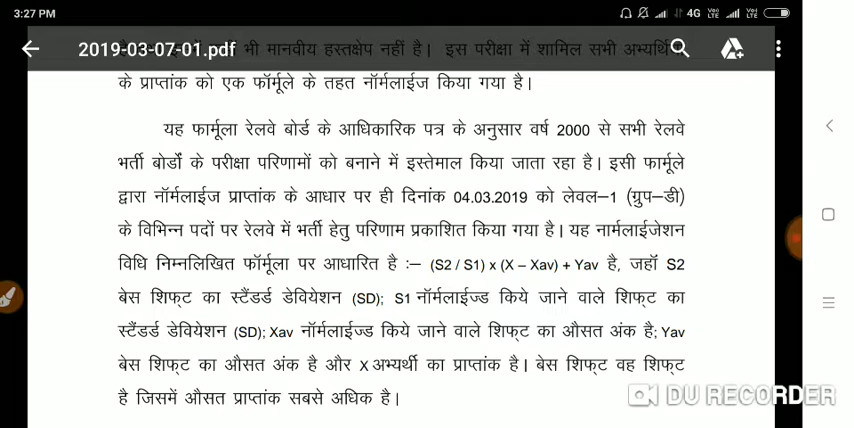 3:27 PM
4G VoLTE VoLTE
2019-03-07-01.pdf
भी मानवीय हस्तक्षेप नहीं है। इस परीक्षा में शामिल सभी अभ्यर्थि
के प्राप्तांक को एक फॉर्मूले के तहत नॉर्मलाईज किया गया है।
यह फार्मूला रेलवे बोर्ड के आधिकारिक पत्र के अनुसार वर्ष 2000 से सभी रेलवे
भर्ती बोर्डों के परीक्षा परिणामों को बनाने में इस्तेमाल किया जाता रहा है। इसी फार्मूले
द्वारा नॉर्मलाईज प्राप्तांक के आधार पर ही दिनांक 04.03.2019 को लेवल–1 (ग्रुप–डी)
के विभिन्न पदों पर रेलवे में भर्ती हेतु परिणाम प्रकाशित किया गया है। यह नार्मलाईजेशन
विधि निम्नलिखित फॉर्मूला पर आधारित है :– (S2 / S1) x (X – Xav) + Yav है, जहॉ S2
बेस शिफ्ट का स्टैंडर्ड डेवियेशन (SD); S1 नॉर्मलाईज्ड किये जाने वाले शिफ्ट का
स्टैंडर्ड डेवियेशन (SD); Xav नॉर्मलाईज्ड किये जाने वाले शिफ्ट का औसत अंक है; Yav
बेस शिफ्ट का औसत अंक है और X अभ्यर्थी का प्राप्तांक है। बेस शिफ्ट वह शिफ्ट
है जिसमें औसत प्राप्तांक सबसे अधिक है।
DU RECORDER